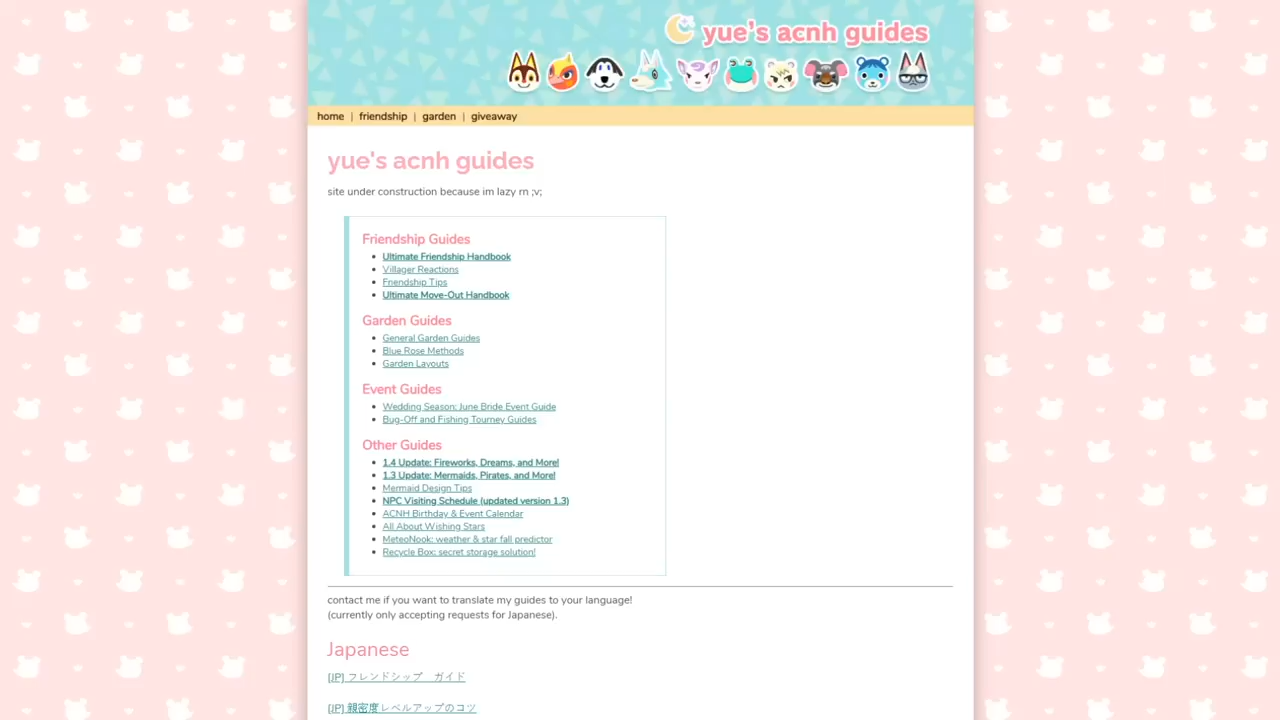 yue's acnh guides
home | friendship | garden | giveaway
yue's acnh guides
site under construction because im lazy rn ;v;
Friendship Guides
Ultimate Friendship Handbook
Villager Reactions
Friendship Tips
Ultimate Move-Out Handbook
Garden Guides
General Garden Guides
Blue Rose Methods
Garden Layouts
Event Guides
Wedding Season: June Bride Event Guide
Bug-Off and Fishing Tourney Guides
Other Guides
1.4 Update: Fireworks, Dreams, and More!
1.3 Update: Mermaids, Pirates, and More!
Mermaid Design Tips
NPC Visiting Schedule (updated version 1.3)
ACNH Birthday & Event Calendar
All About Wishing Stars
MeteoNook: weather & star fall predictor
Recycle Box: secret storage solution!
contact me if you want to translate my guides to your language!
(currently only accepting requests for Japanese).
Japanese
[JP] フレンドシップ　ガイド
[JP] 親密度レベルアップのコツ